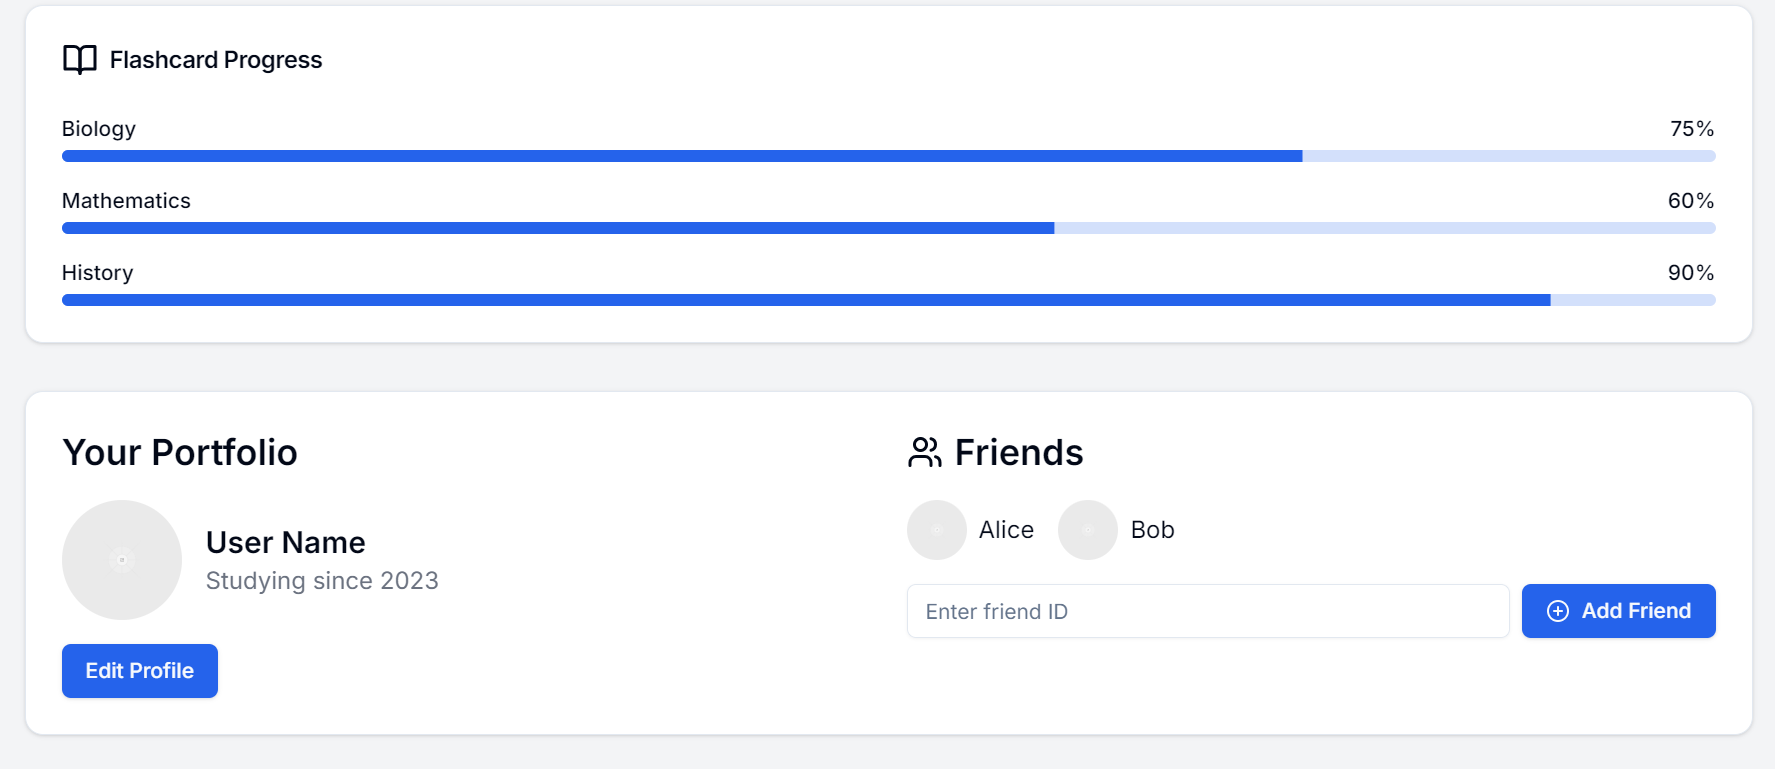 Flashcard Progress
Biology 75%
Mathematics 60%
History 90%
Your Portfolio
User Name
Studying since 2023
Edit Profile
Friends
Alice Bob
Enter friend ID
Add Friend